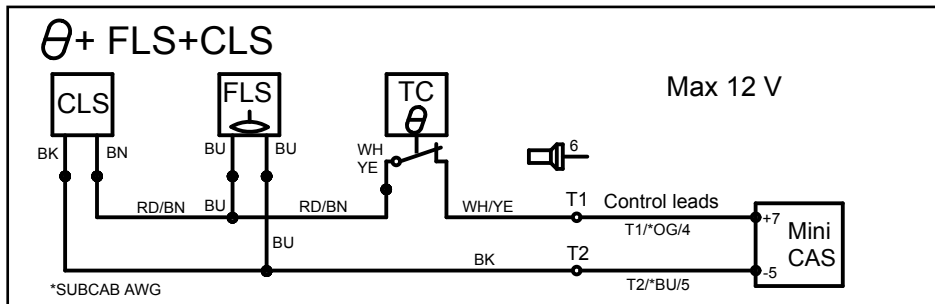 θ+ FLS+CLS
CLS
FLS
TC
θ
Max 12 V
BK
BN
BU
BU
WH
YE
6
RD/BN
BU
RD/BN
WH/YE
T1
Control leads
T1/*OG/4
+7
Mini
CAS
BU
BK
T2
T2/*BU/5
-5
*SUBCAB AWG